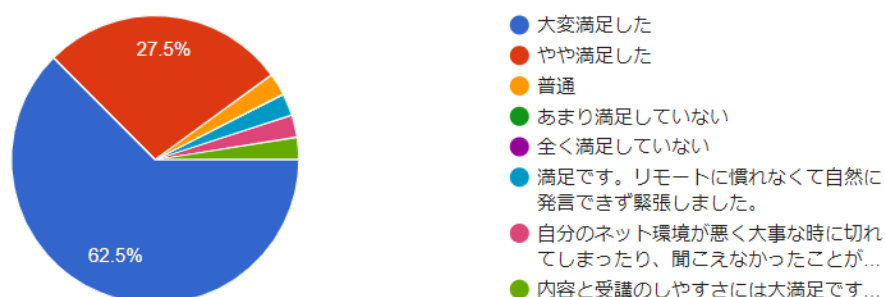 27.5%
62.5%
大変満足した
やや満足した
普通
あまり満足していない
全く満足していない
満足です。リモートに慣れなくて自然に
発言できず緊張しました。
自分のネット環境が悪く大事な時に切れ
てしまったり、聞こえなかったことが...
内容と受講のしやすさには大満足です...